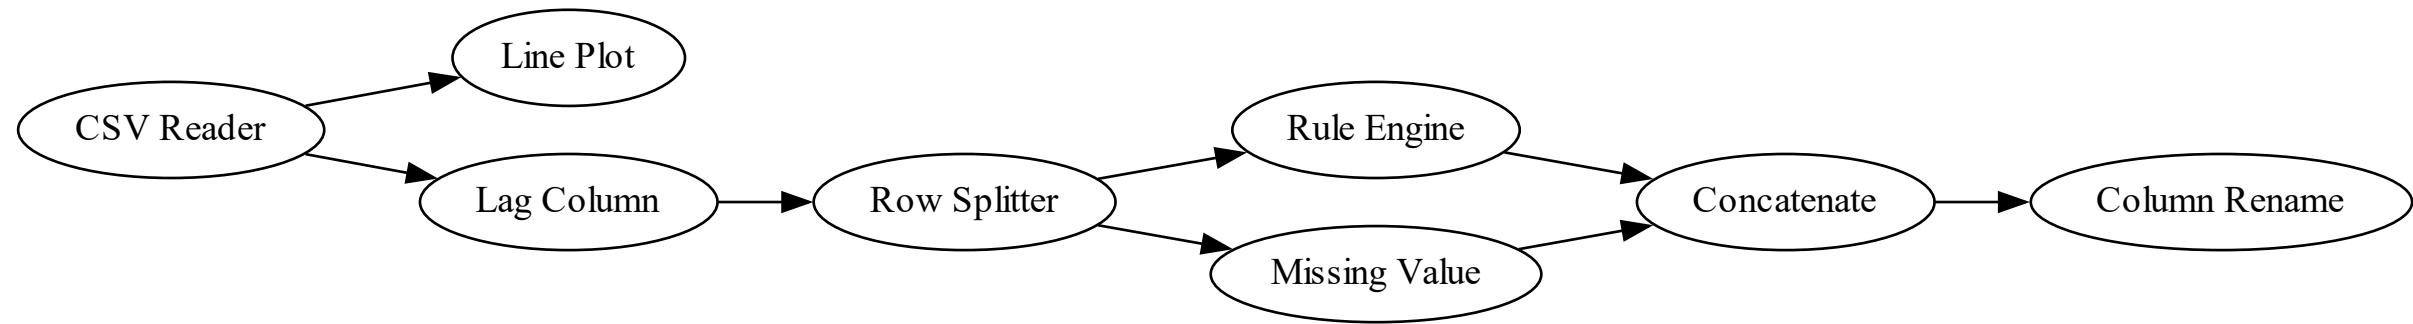 CSV Reader
Line Plot
Lag Column
Row Splitter
Rule Engine
Missing Value
Concatenate
Column Rename